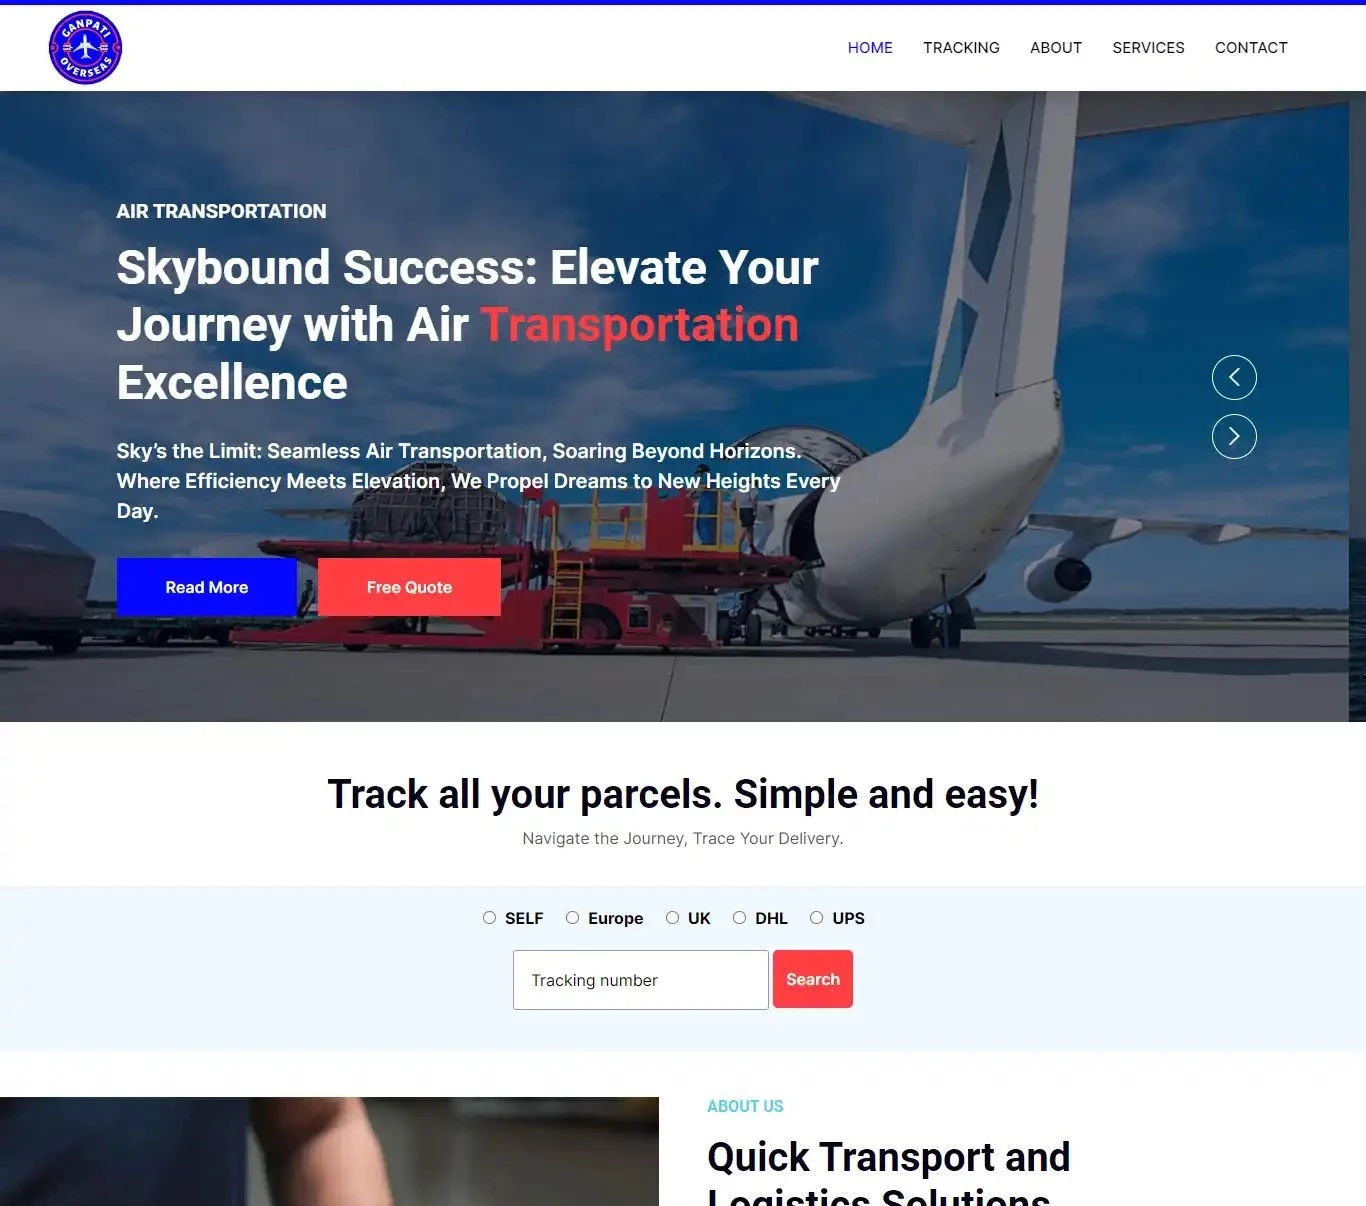 GANPATI
OVERSEAS
HOME
TRACKING
ABOUT
SERVICES
CONTACT
AIR TRANSPORTATION
Skybound Success: Elevate Your
Journey with Air Transportation
Excellence
Sky’s the Limit: Seamless Air Transportation, Soaring Beyond Horizons.
Where Efficiency Meets Elevation, We Propel Dreams to New Heights Every
Day.
Read More
Free Quote
Track all your parcels. Simple and easy!
Navigate the Journey, Trace Your Delivery.
SELF
Europe
UK
DHL
UPS
Tracking number
Search
ABOUT US
Quick Transport and
Logistics Solutions